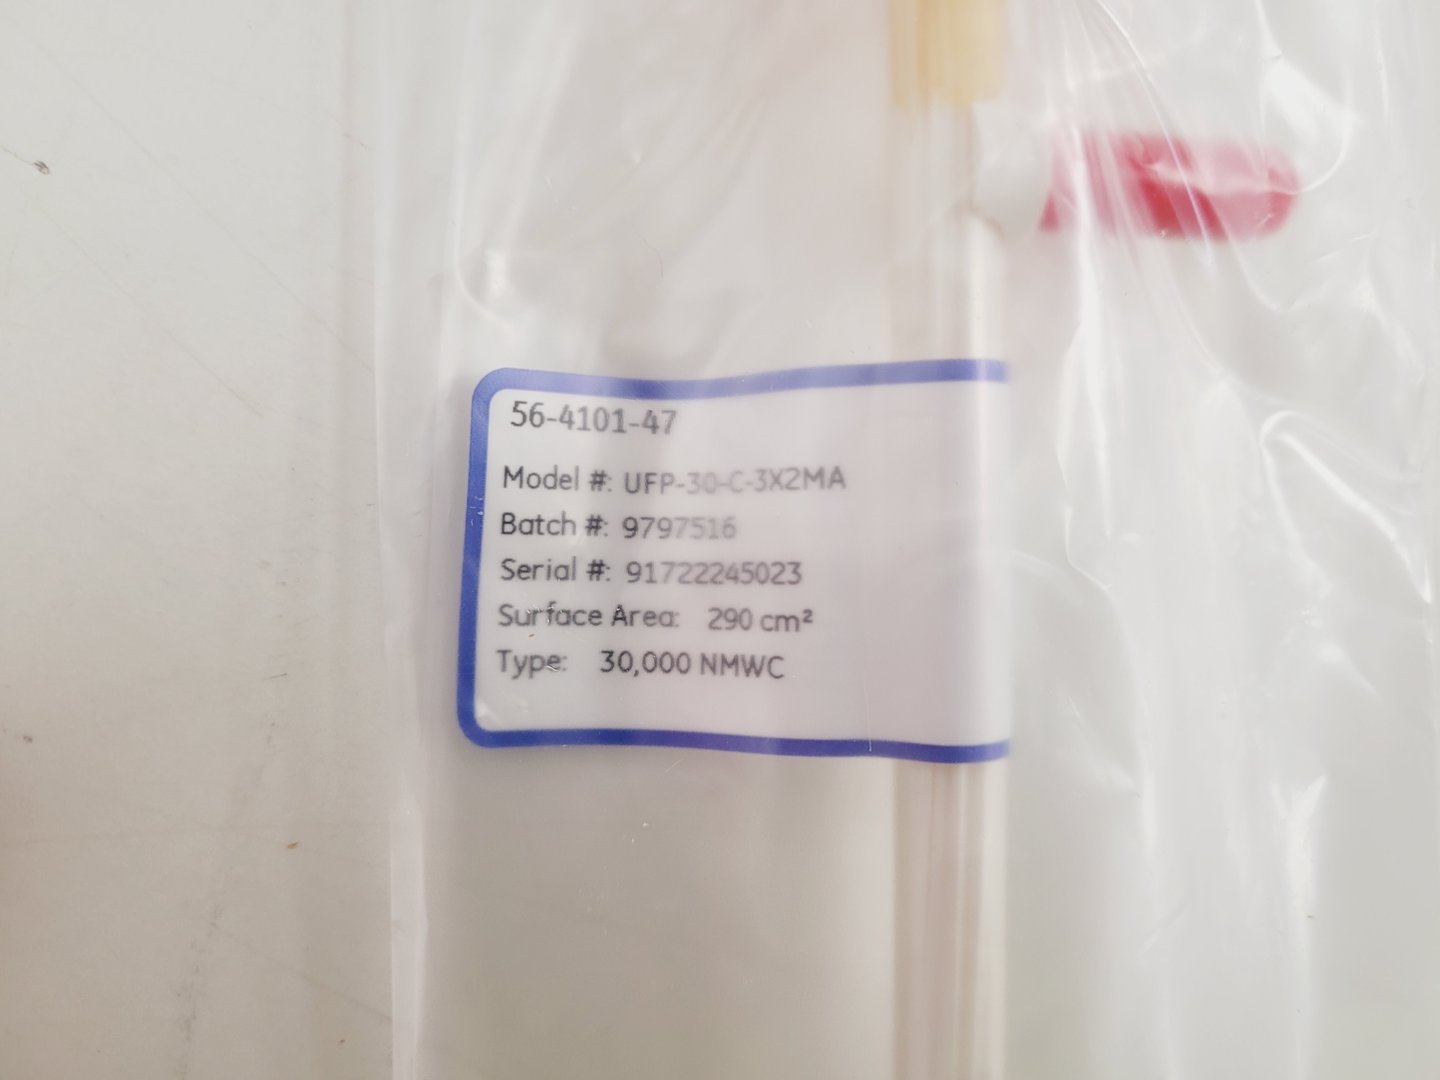 56-4101-47
Model #: UFP-30-C-3X2MA
Batch #: 9797516
Serial #: 91722245023
Surface Area: 290 cm²
Type: 30,000 NMWC